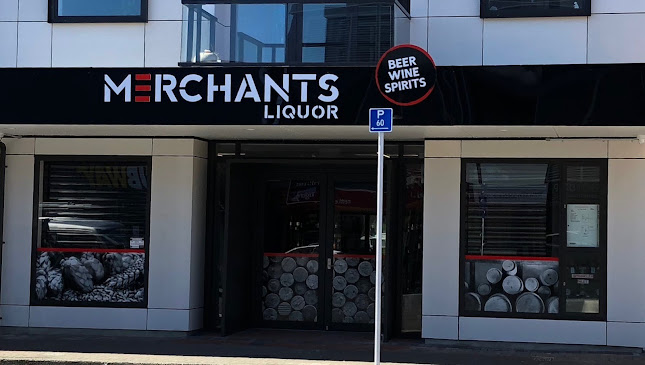 MERCHANTS
LIQUOR
BEER
WINE
SPIRITS
P
60